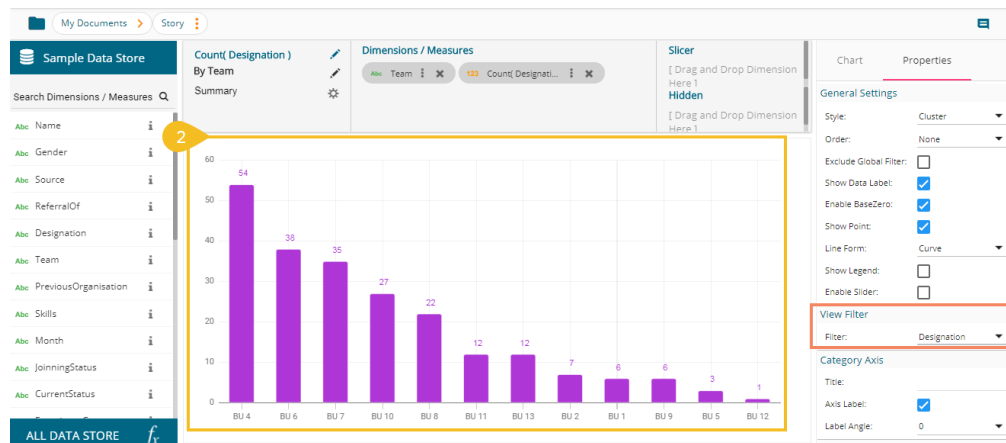 My Documents
Story
Sample Data Store
Search Dimensions / Measures
Abc Name i
Abc Gender i
Abc Source i
Abc ReferralOf i
Abc Designation i
Abc Team i
Abc PreviousOrganisation i
Abc Skills i
Abc Month i
Abc JoinningStatus i
Abc CurrentStatus i
ALL DATA STORE fx
Count( Designation )
By Team
Summary
Dimensions / Measures
Abc Team
123 Count( Designati...
Slicer
[ Drag and Drop Dimension
Here ]
Hidden
[ Drag and Drop Dimension
Here ]
2
60
50
40
30
20
10
0
54
38
35
27
22
12
12
7
6
6
3
1
BU 4
BU 6
BU 7
BU 10
BU 8
BU 11
BU 13
BU 2
BU 1
BU 9
BU 5
BU 12
Chart
Properties
General Settings
Style: Cluster
Order: None
Exclude Global Filter:
Show Data Label:
Enable BaseZero:
Show Point:
Line Form: Curve
Show Legend:
Enable Slider:
View Filter
Filter: Designation
Category Axis
Title:
Axis Label:
Label Angle: 0